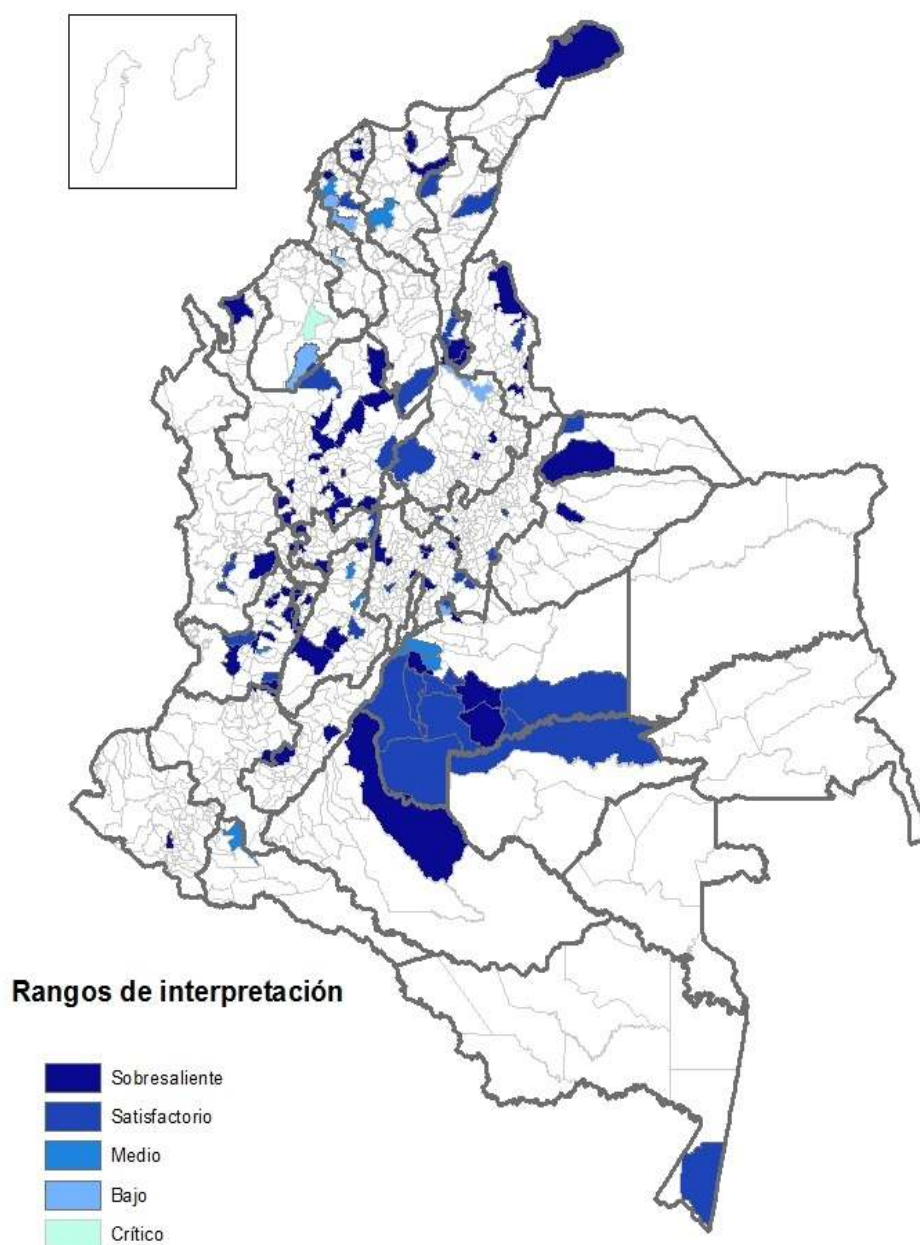 Rangos de interpretación
Sobresaliente
Satisfactorio
Medio
Bajo
Crítico